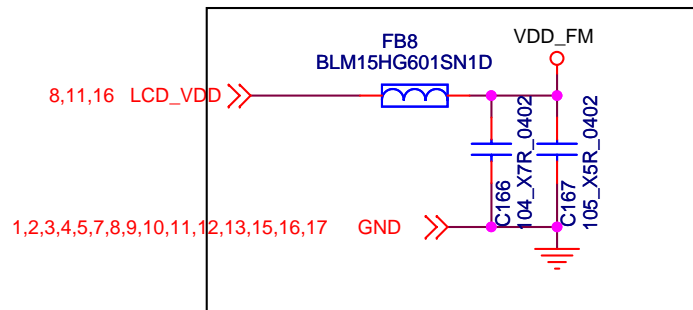 FB8
BLM15HG601SN1D
VDD_FM
8,11,16 LCD_VDD
C166
104_X7R_0402
C167
105_X5R_0402
1,2,3,4,5,7,8,9,10,11,12,13,15,16,17 GND